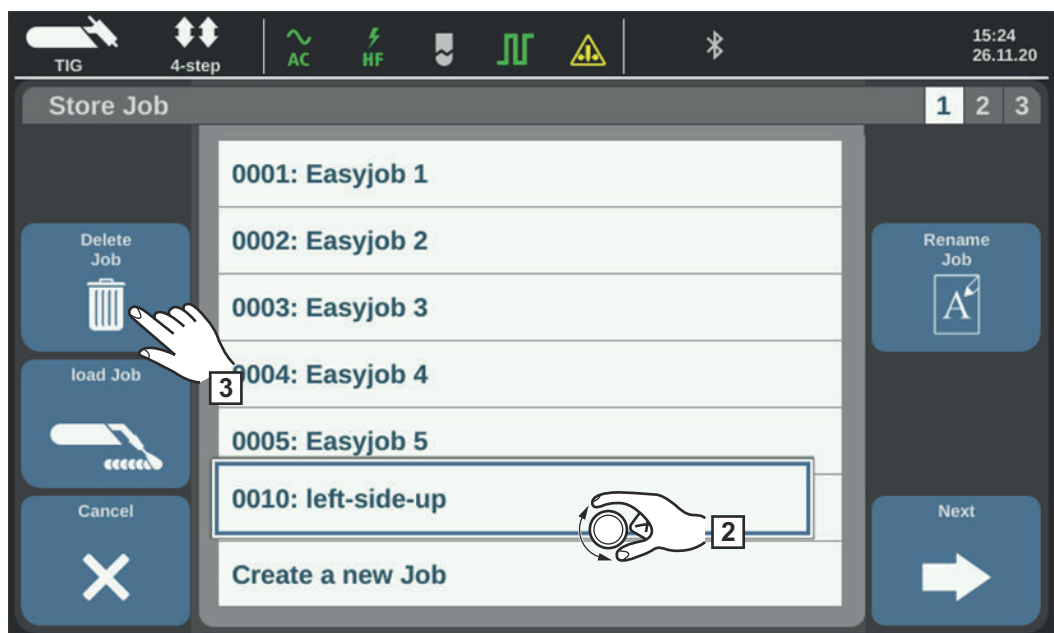 TIG
4-step
AC
HF
15:24
26.11.20
Store Job
1 2 3
0001: Easyjob 1
Delete
Job
0002: Easyjob 2
Rename
Job
A
0003: Easyjob 3
load Job
3
0004: Easyjob 4
0005: Easyjob 5
Cancel
0010: left-side-up
2
Next
Create a new Job